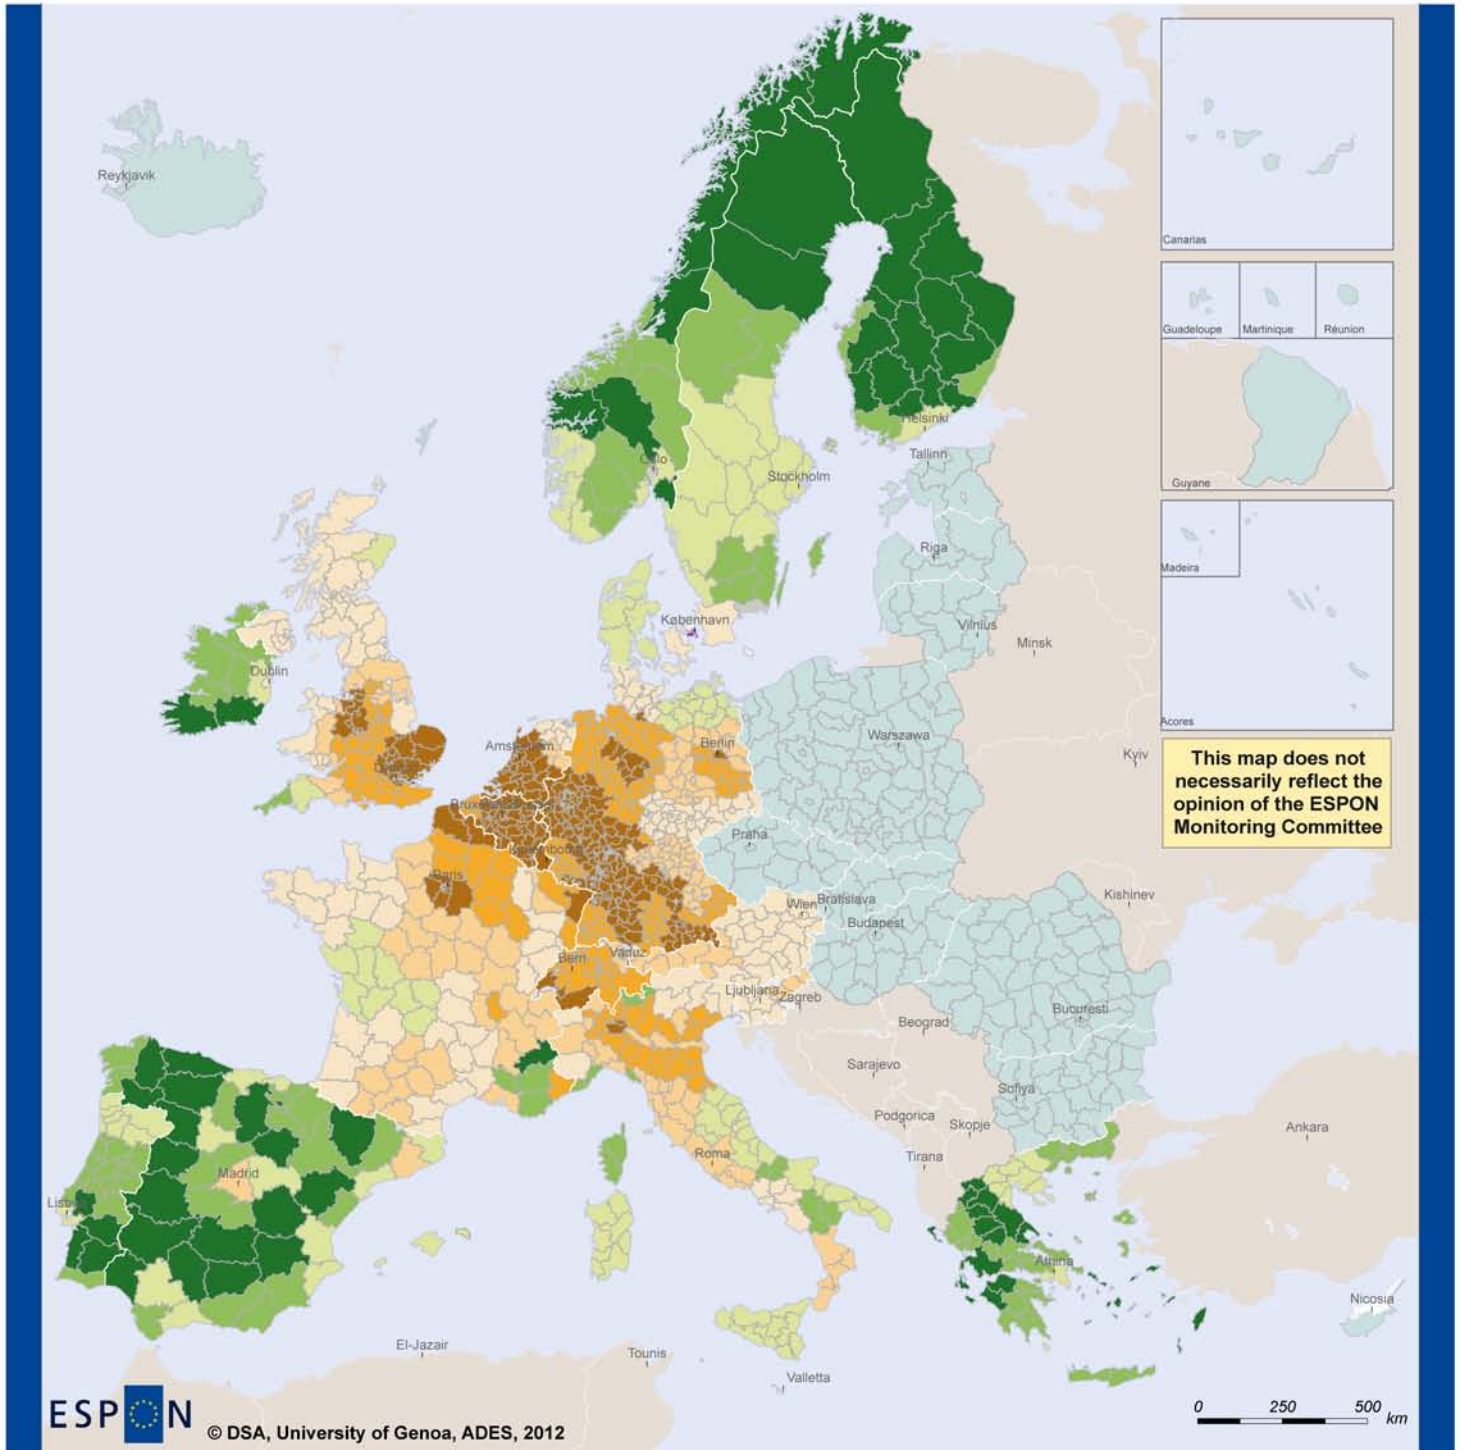 Reykjavik
Canarias
Guadeloupe
Martinique
Réunion
Guyane
Madeira
Acores
This map does not
necessarily reflect the
opinion of the ESPON
Monitoring Committee
Helsinki
Oslo
Tallinn
Stockholm
Riga
København
Vilnius
Minsk
Dublin
Warszawa
Amsterdam
Berlin
Kyiv
Praha
Paris
Kishinev
Wien
Bratislava
Budapest
Bern
Vaduz
Ljubljana
Zagreb
Bucuresti
Beograd
Sarajevo
Sofiya
Podgorica
Skopje
Ankara
Tirana
Roma
Madrid
Athina
Nicosia
El-Jazair
Tounis
Valletta
0 250 500
km
ESPON
© DSA, University of Genoa, ADES, 2012